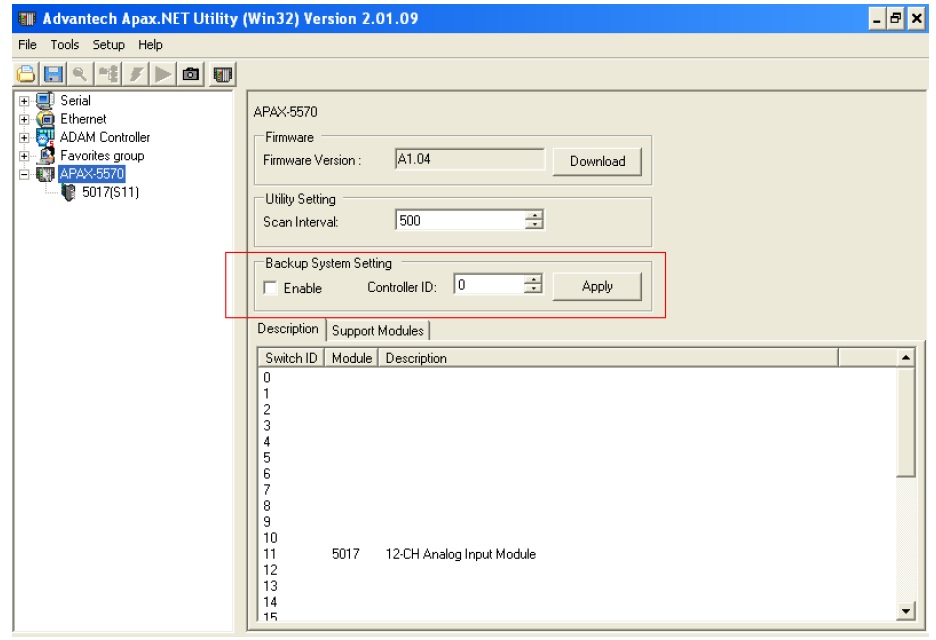 Advantech Apax.NET Utility (Win32) Version 2.01.09
File Tools Setup Help
Serial
Ethernet
ADAM Controller
Favorites group
APAX-5570
5017(S11)
APAX-5570
Firmware
Firmware Version : A1.04 Download
Utility Setting
Scan Interval: 500
Backup System Setting
Enable Controller ID: 0 Apply
Description Support Modules
Switch ID Module Description
0
1
2
3
4
5
6
7
8
9
10
11 5017 12-CH Analog Input Module
12
13
14
15